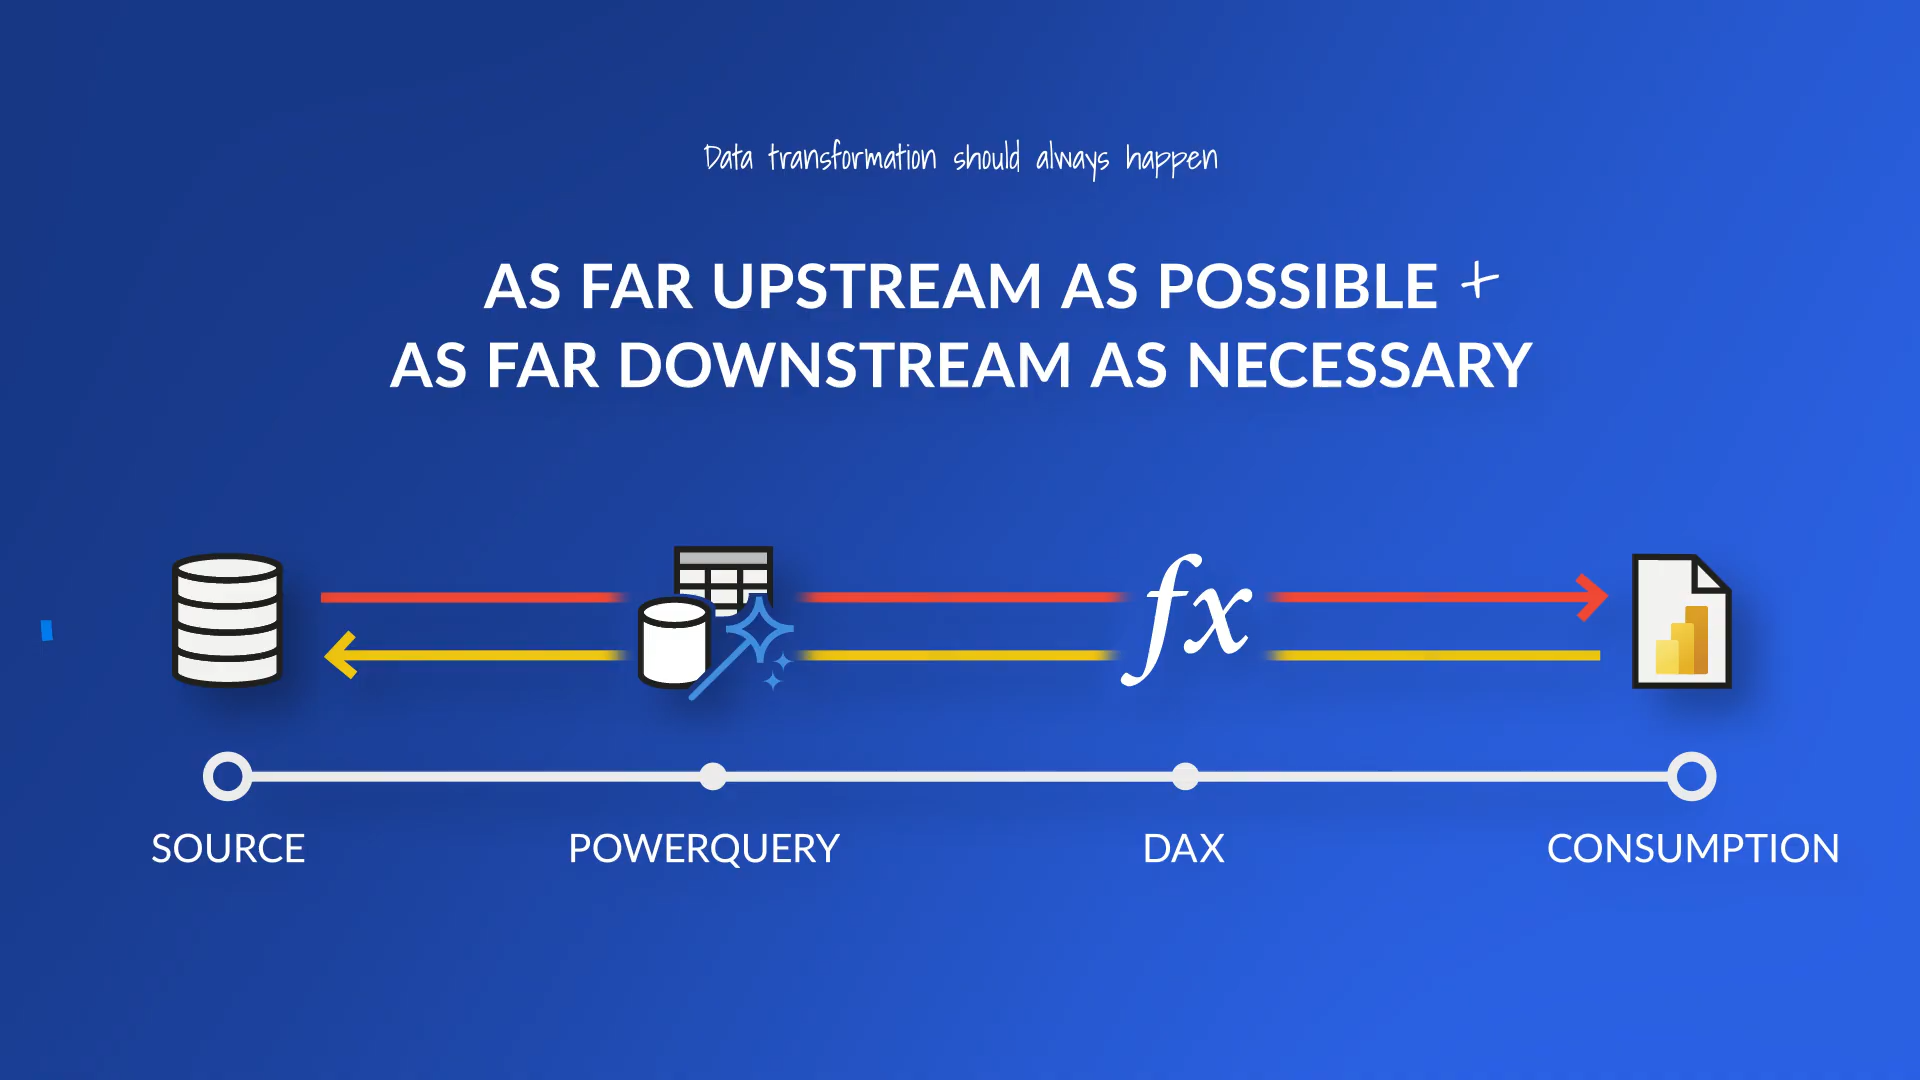 Data transformation should always happen
AS FAR UPSTREAM AS POSSIBLE +
AS FAR DOWNSTREAM AS NECESSARY
fx
SOURCE
POWERQUERY
DAX
CONSUMPTION